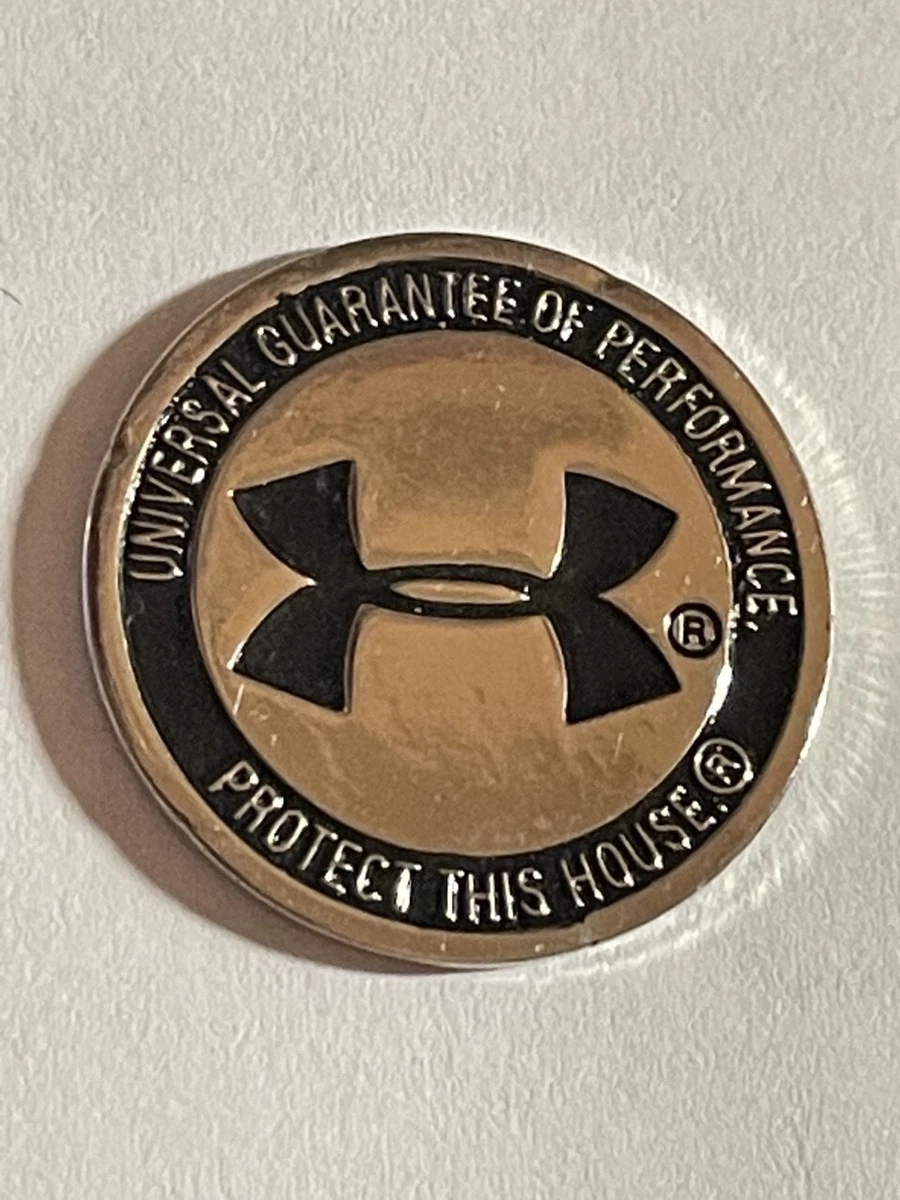 UNIVERSAL GUARANTEE OF PERFORMANCE.
®
PROTECT THIS HOUSE.®